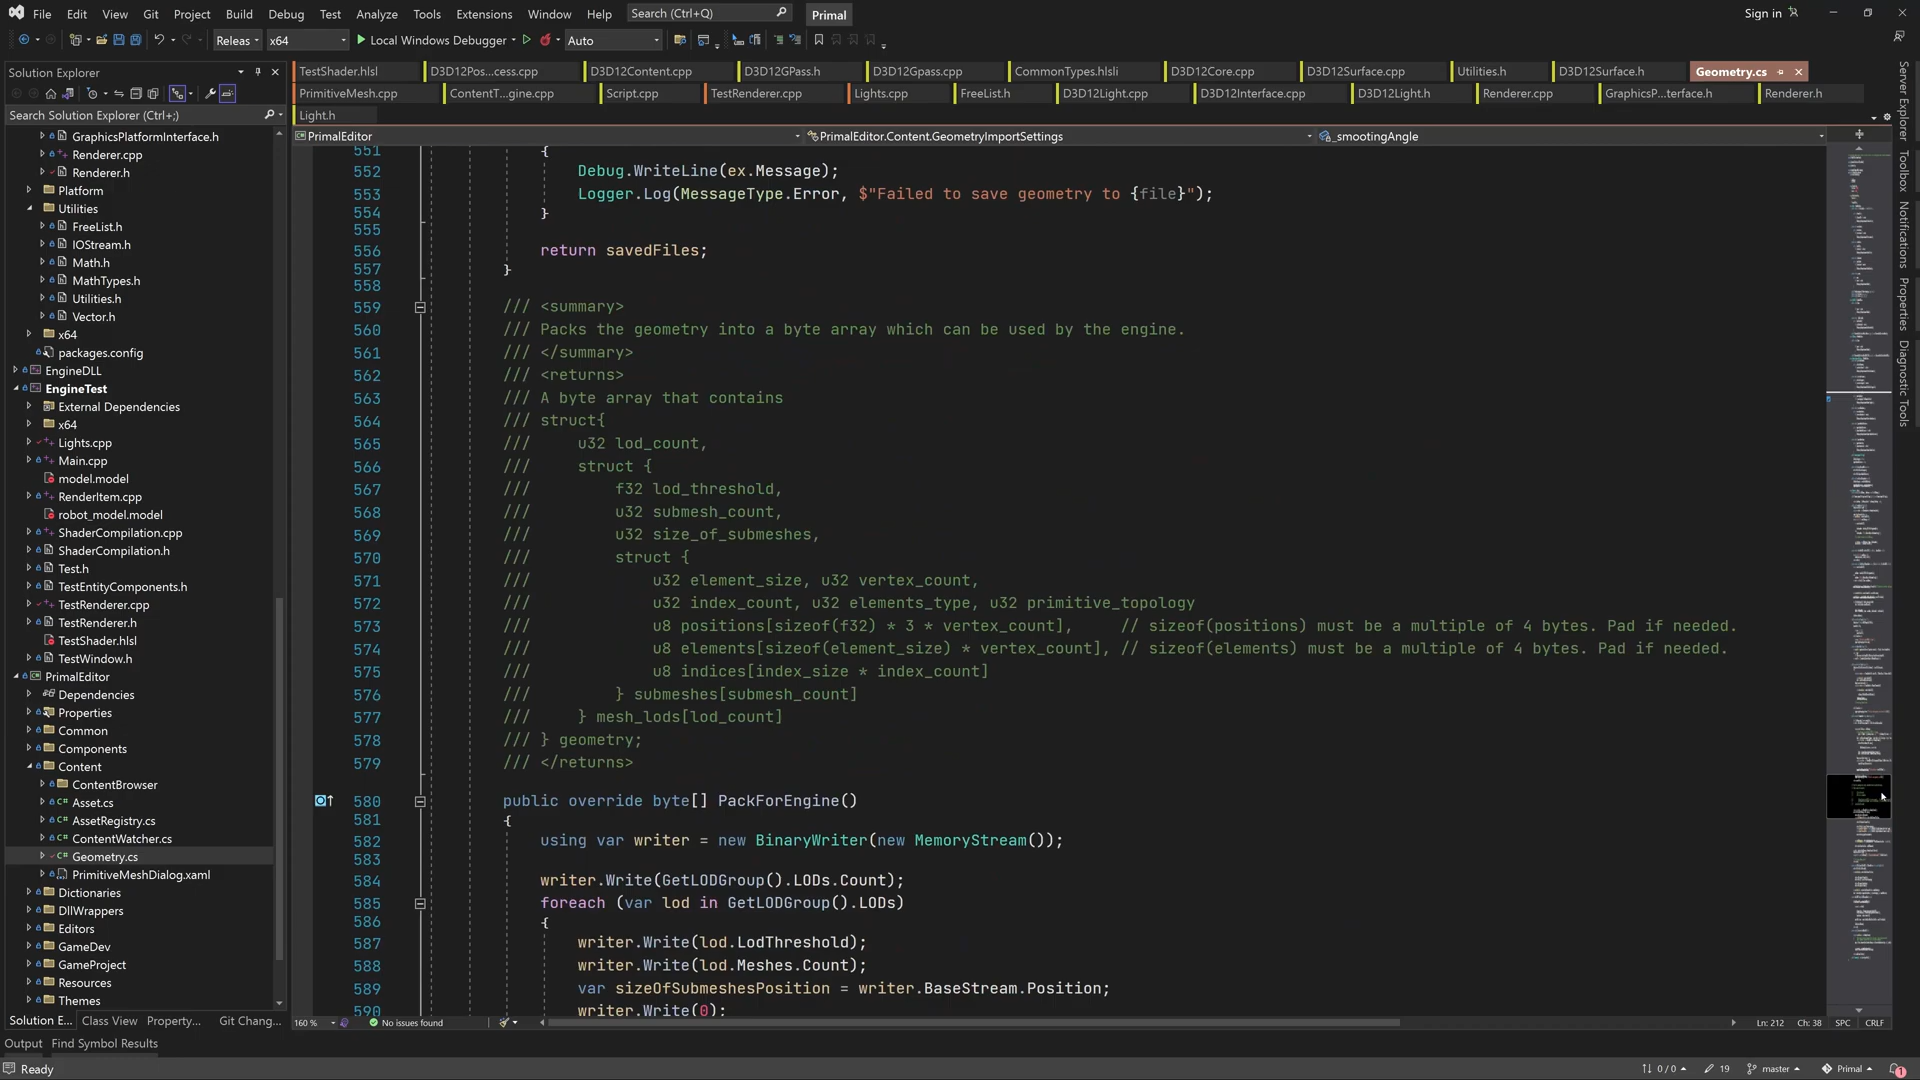 File Edit View Git Project Build Debug Test Analyze Tools Extensions Window Help Search (Ctrl+Q) Primal Sign in
Releas x64 Local Windows Debugger Auto
Solution Explorer
Search Solution Explorer (Ctrl+;)
GraphicsPlatformInterface.h
Renderer.cpp
Renderer.h
Platform
Utilities
FreeList.h
IOStream.h
Math.h
MathTypes.h
Utilities.h
Vector.h
x64
packages.config
EngineDLL
EngineTest
External Dependencies
x64
Lights.cpp
Main.cpp
model.model
RenderItem.cpp
robot_model.model
ShaderCompilation.cpp
ShaderCompilation.h
Test.h
TestEntityComponents.h
TestRenderer.cpp
TestRenderer.h
TestShader.hlsl
TestWindow.h
PrimalEditor
Dependencies
Properties
Common
Components
Content
ContentBrowser
Asset.cs
AssetRegistry.cs
ContentWatcher.cs
Geometry.cs
PrimitiveMeshDialog.xaml
Dictionaries
DllWrappers
Editors
GameDev
GameProject
Resources
Themes
Solution E... Class View Property... Git Chang...
TestShader.hlsl D3D12Pos...cess.cpp D3D12Content.cpp D3D12GPass.h D3D12Gpass.cpp CommonTypes.hlsli D3D12Core.cpp D3D12Surface.cpp Utilities.h D3D12Surface.h Geometry.cs
PrimitiveMesh.cpp ContentT...gine.cpp Script.cpp TestRenderer.cpp Lights.cpp FreeList.h D3D12Light.cpp D3D12Interface.cpp D3D12Light.h Renderer.cpp GraphicsP...terface.h Renderer.h
Light.h
PrimalEditor PrimalEditor.Content.GeometryImportSettings _smootingAngle
551 {
552 Debug.WriteLine(ex.Message);
553 Logger.Log(MessageType.Error, $"Failed to save geometry to {file}");
554 }
555
556 return savedFiles;
557 }
558
559 /// <summary>
560 /// Packs the geometry into a byte array which can be used by the engine.
561 /// </summary>
562 /// <returns>
563 /// A byte array that contains
564 /// struct{
565 /// u32 lod_count,
566 /// struct {
567 /// f32 lod_threshold,
568 /// u32 submesh_count,
569 /// u32 size_of_submeshes,
570 /// struct {
571 /// u32 element_size, u32 vertex_count,
572 /// u32 index_count, u32 elements_type, u32 primitive_topology
573 /// u8 positions[sizeof(f32) * 3 * vertex_count], // sizeof(positions) must be a multiple of 4 bytes. Pad if needed.
574 /// u8 elements[sizeof(element_size) * vertex_count], // sizeof(elements) must be a multiple of 4 bytes. Pad if needed.
575 /// u8 indices[index_size * index_count]
576 /// } submeshes[submesh_count]
577 /// } mesh_lods[lod_count]
578 /// } geometry;
579 /// </returns>
580 public override byte[] PackForEngine()
581 {
582 using var writer = new BinaryWriter(new MemoryStream());
583
584 writer.Write(GetLODGroup().LODs.Count);
585 foreach (var lod in GetLODGroup().LODs)
586 {
587 writer.Write(lod.LodThreshold);
588 writer.Write(lod.Meshes.Count);
589 var sizeOfSubmeshesPosition = writer.BaseStream.Position;
590 writer.Write(0);
160 % No issues found Ln: 212 Ch: 38 SPC CRLF
Server Explorer
Toolbox
Notifications
Properties
Diagnostic Tools
Output Find Symbol Results
Ready 0 / 0 19 master Primal 1